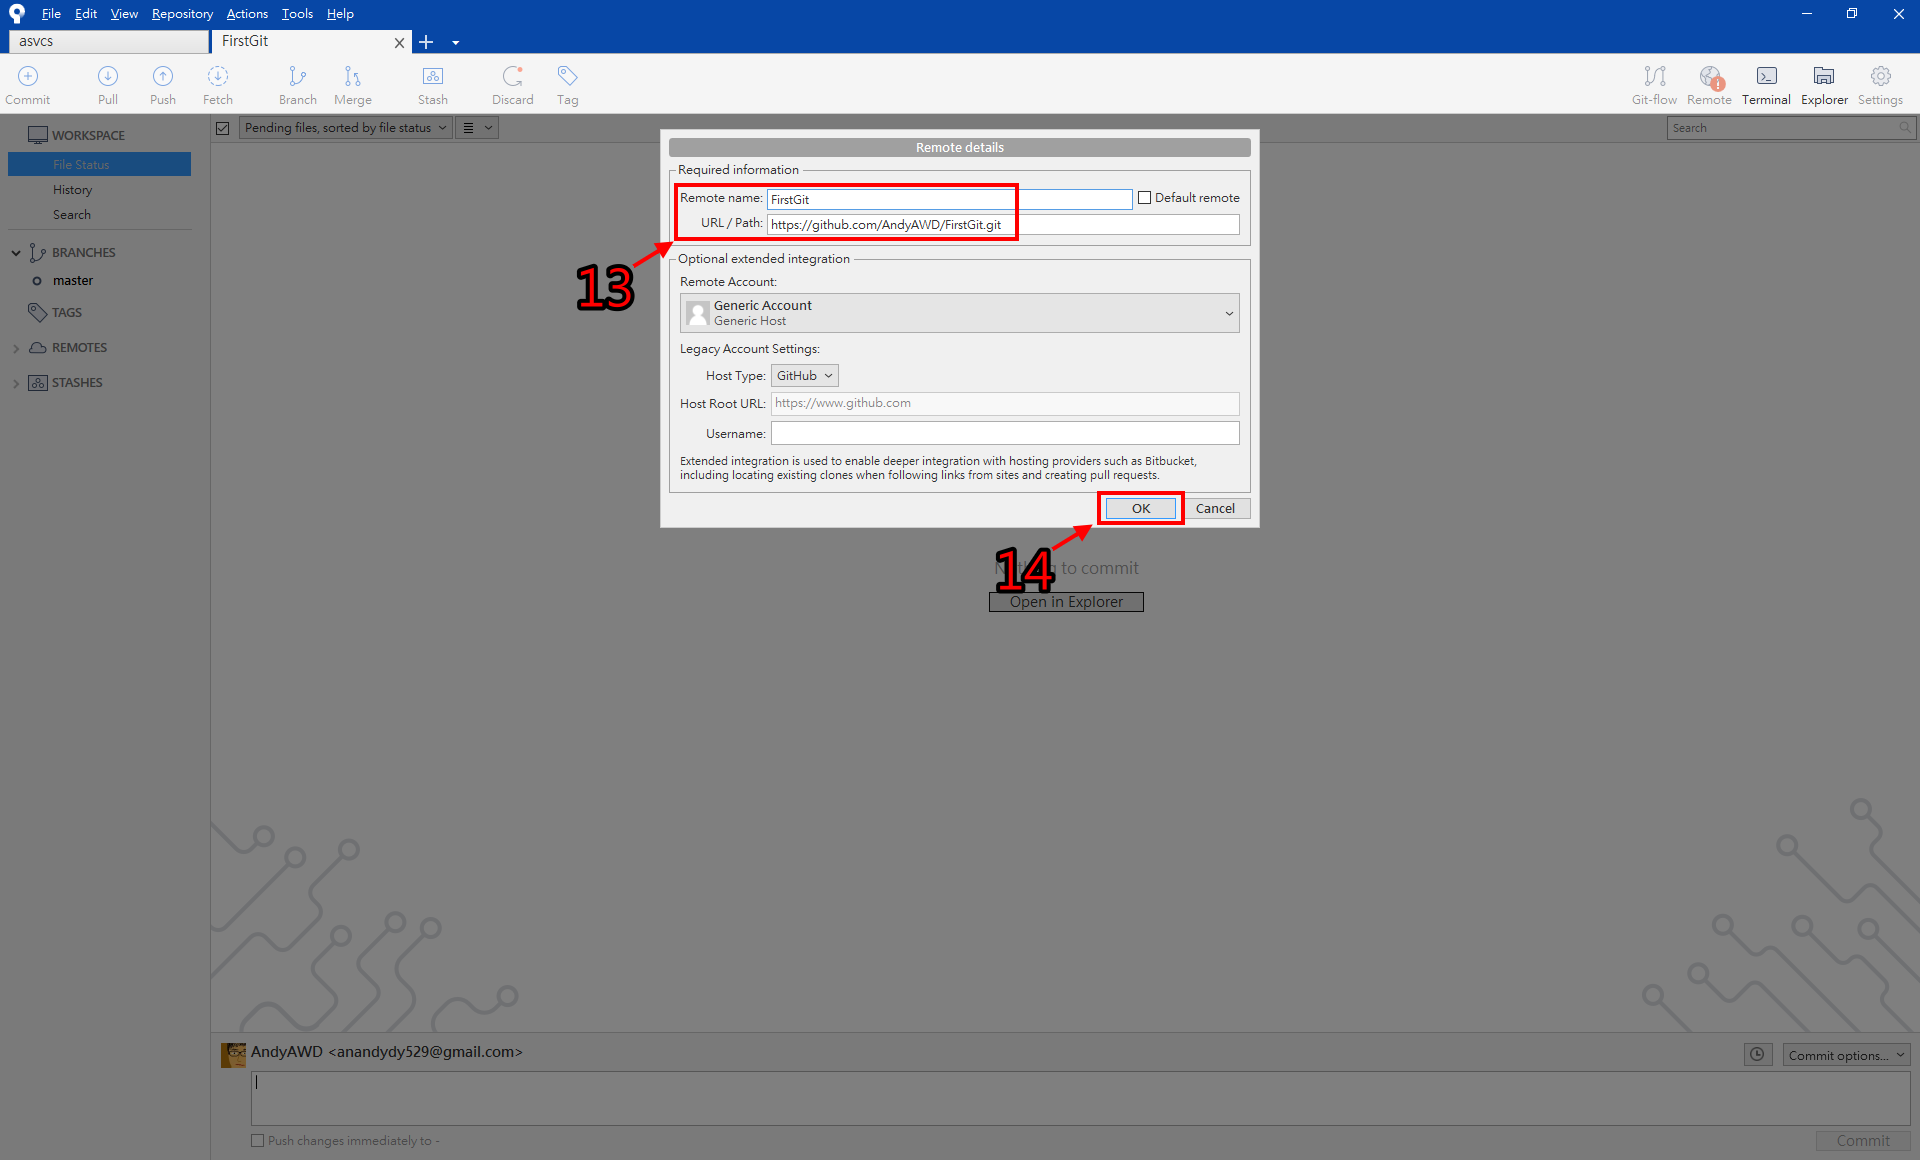 File Edit View Repository Actions Tools Help
asvcs FirstGit
Commit Pull Push Fetch Branch Merge Stash Discard Tag Git-flow Remote Terminal Explorer Settings
WORKSPACE
File Status
History
Search
BRANCHES
master
TAGS
REMOTES
STASHES
Pending files, sorted by file status
Search
Remote details
Required information
Remote name: FirstGit Default remote
URL / Path: https://github.com/AndyAWD/FirstGit.git
13
Optional extended integration
Remote Account:
Generic Account
Generic Host
Legacy Account Settings:
Host Type: GitHub
Host Root URL: https://www.github.com
Username:
Extended integration is used to enable deeper integration with hosting providers such as Bitbucket,
including locating existing clones when following links from sites and creating pull requests.
OK Cancel
14
to commit
Open in Explorer
AndyAWD <anandydy529@gmail.com>
Commit options...
Push changes immediately to -
Commit